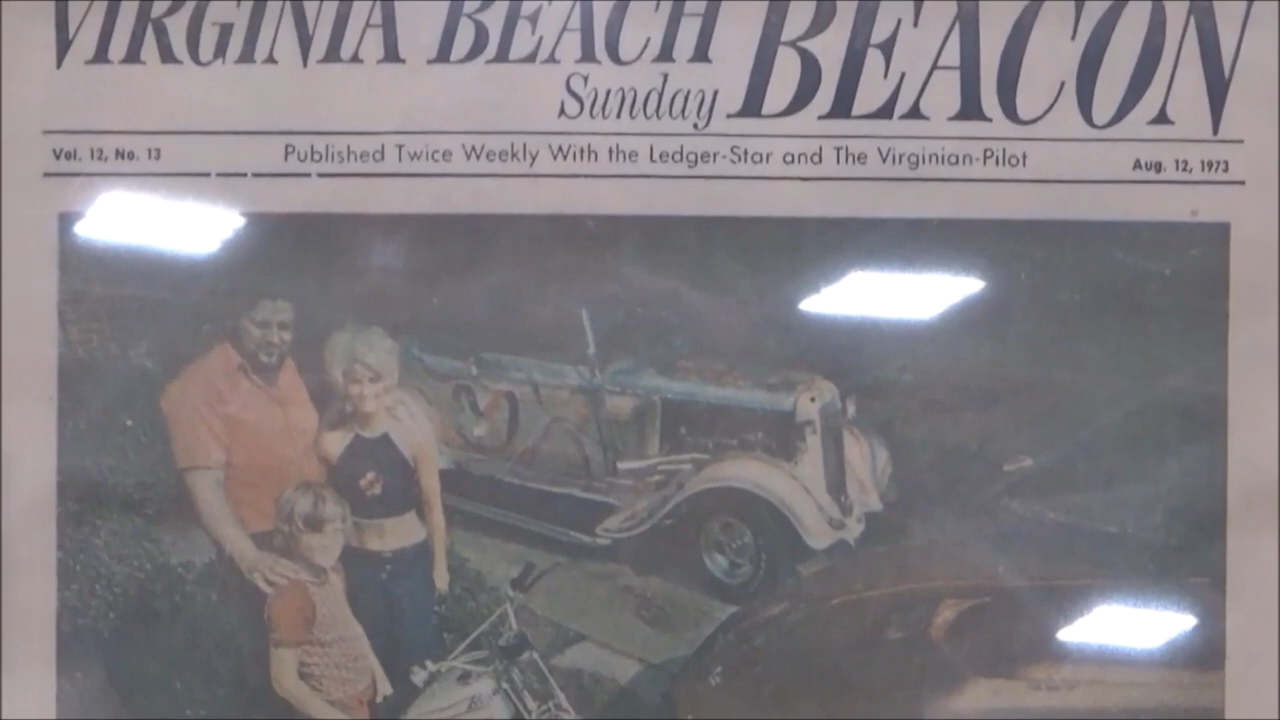 VIRGINIA BEACH BEACON
Sunday
Vol. 12, No. 13 Published Twice Weekly With the Ledger-Star and The Virginian-Pilot Aug. 12, 1973